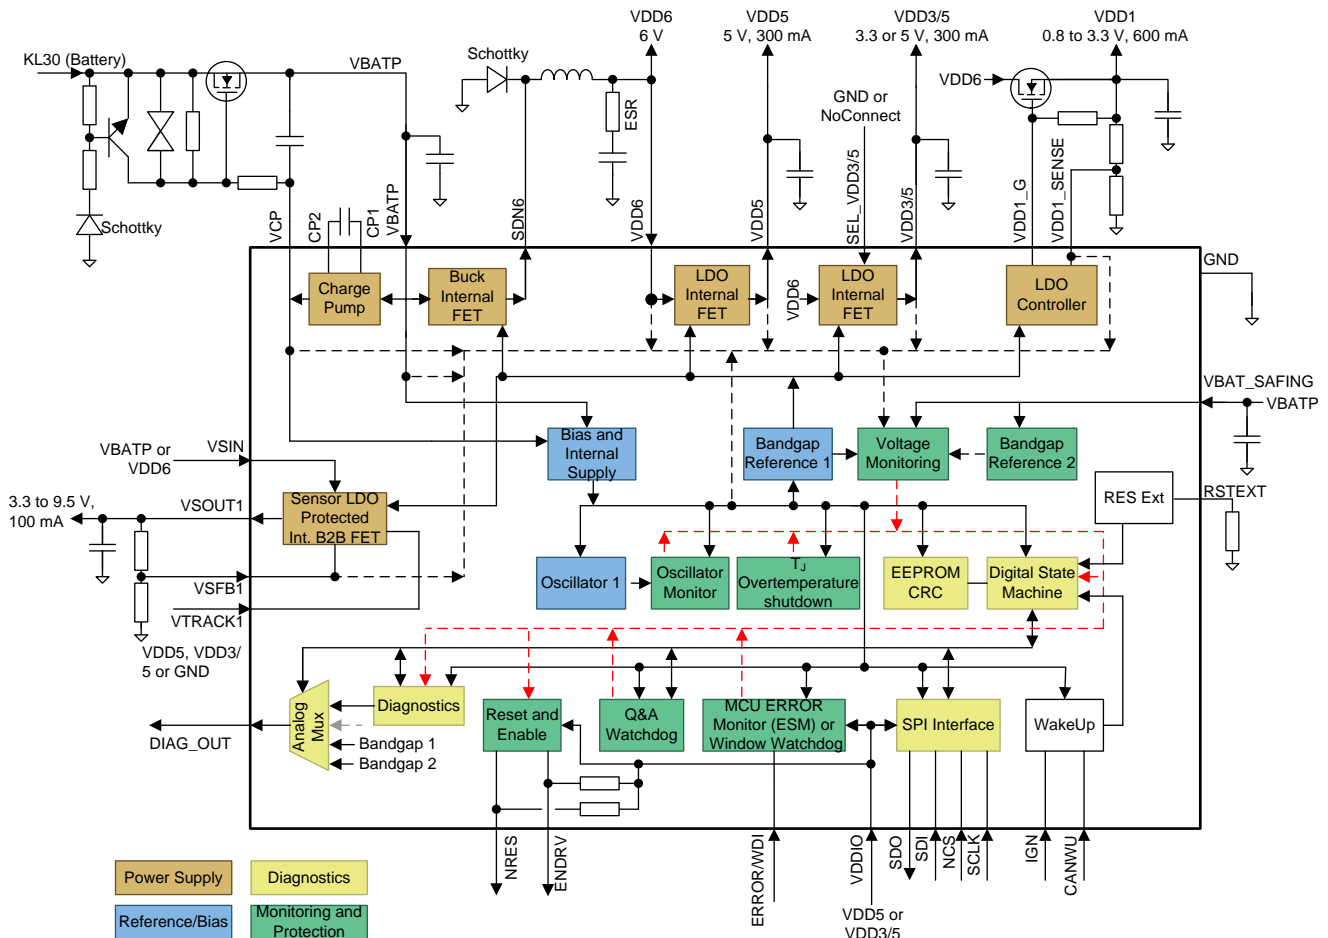 VDD6
6 V
VDD5
5 V, 300 mA
VDD3/5
3.3 or 5 V, 300 mA
VDD1
0.8 to 3.3 V, 600 mA
KL30 (Battery)
VBATP
Schottky
ESR
GND or
NoConnect
VDD6
Schottky
VCP
CP2
CP1
VBATP
SDN6
VDD6
VDD5
SEL_VDD3/5
VDD3/5
VDD1_G
VDD1_SENSE
GND
Charge
Pump
Buck
Internal
FET
LDO
Internal
FET
VDD6
LDO
Internal
FET
LDO
Controller
VBAT_SAFING
VBATP
VBATP or
VDD6
VSIN
Bias and
Internal
Supply
Bandgap
Reference 1
Voltage
Monitoring
Bandgap
Reference 2
3.3 to 9.5 V,
100 mA
VSOUT1
Sensor LDO
Protected
Int. B2B FET
RES Ext
RSTEXT
VSFB1
VTRACK1
VDD5, VDD3/
5 or GND
Oscillator 1
Oscillator
Monitor
TJ
Overtemperature
shutdown
EEPROM
CRC
Digital State
Machine
DIAG_OUT
Analog
Mux
Diagnostics
Bandgap 1
Bandgap 2
Reset and
Enable
Q&A
Watchdog
MCU ERROR
Monitor (ESM) or
Window Watchdog
SPI Interface
WakeUp
NRES
ENDRV
ERROR/WDI
VDDIO
SDO
SDI
NCS
SCLK
IGN
CANWU
VDD5 or
VDD3/5
Power Supply
Diagnostics
Reference/Bias
Monitoring and
Protection